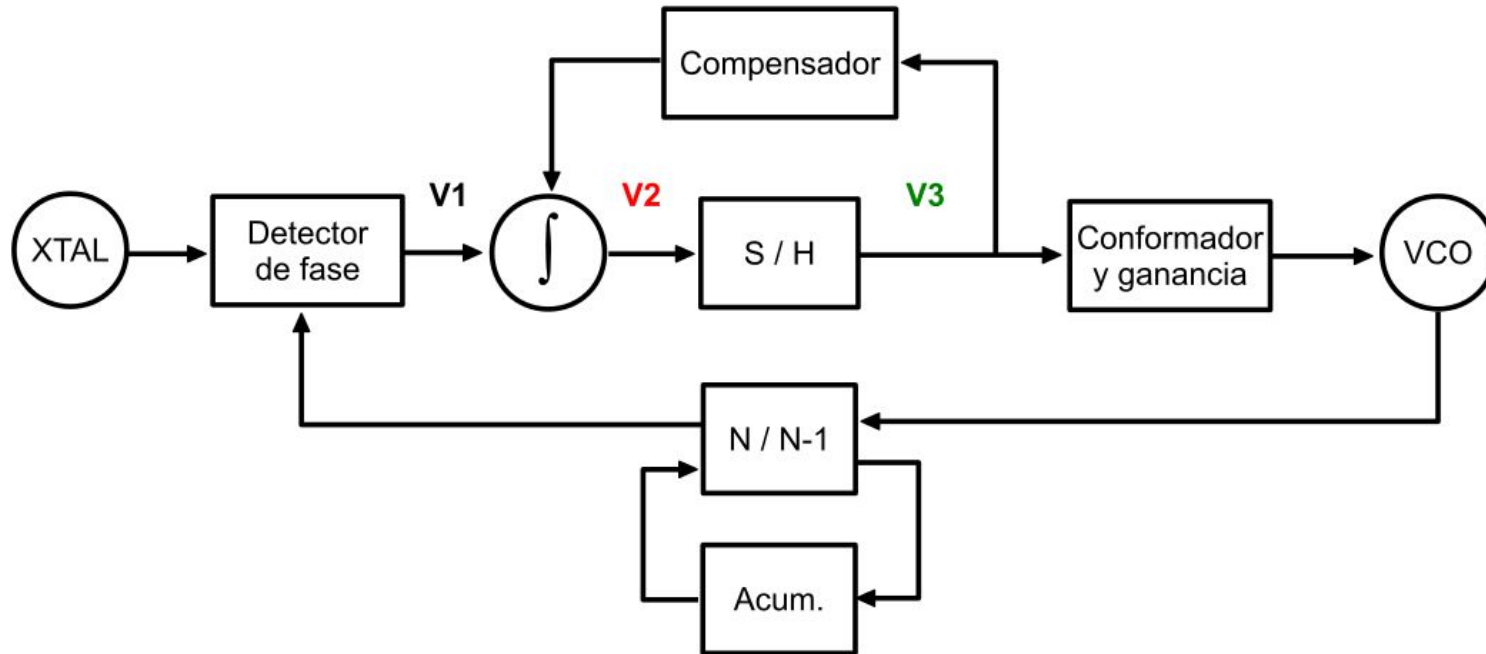 Compensador
V1
V2
V3
XTAL
Detector
de fase
∫
S / H
Conformador
y ganancia
VCO
N / N-1
Acum.